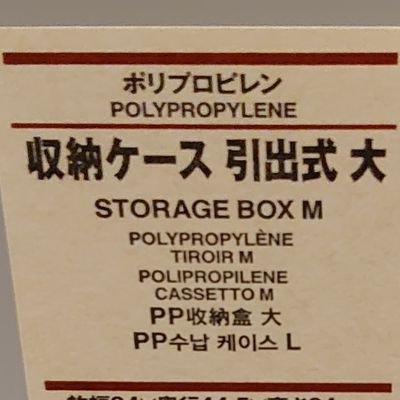 ポリプロピレン
POLYPROPYLENE
収納ケース 引出式 大
STORAGE BOX M
POLYPROPYLÈNE
TIROIR M
POLIPROPILENE
CASSETTO M
PP收納盒 大
PP수납 케이스 L